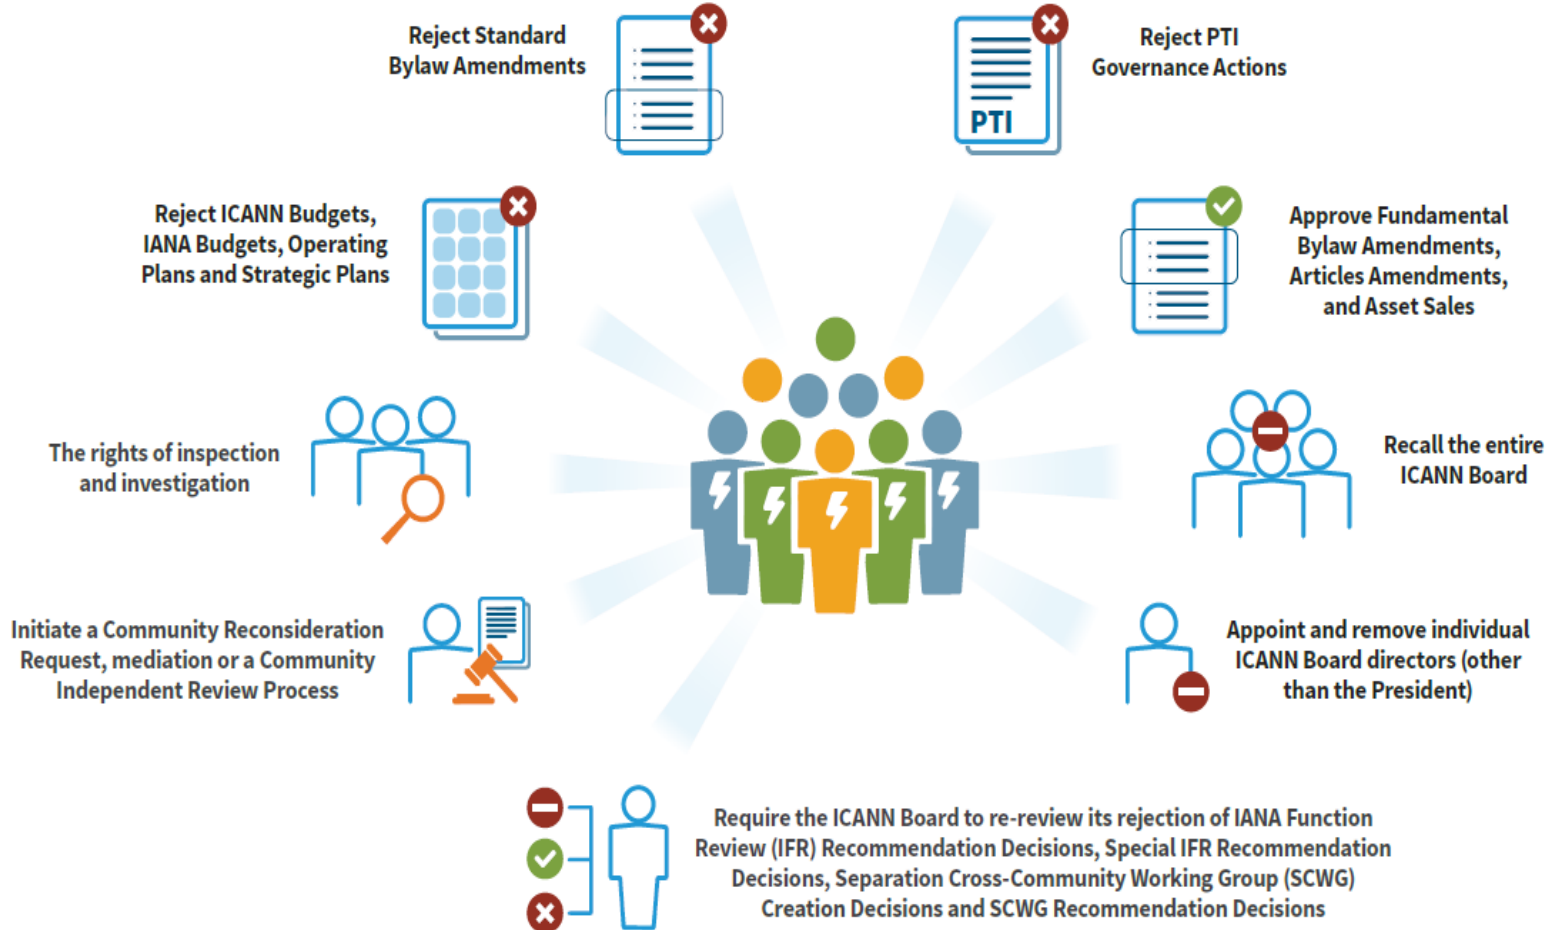 Reject Standard
Bylaw Amendments
PTI
Reject PTI
Governance Actions
Reject ICANN Budgets,
IANA Budgets, Operating
Plans and Strategic Plans
Approve Fundamental
Bylaw Amendments,
Articles Amendments,
and Asset Sales
The rights of inspection
and investigation
Recall the entire
ICANN Board
Initiate a Community Reconsideration
Request, mediation or a Community
Independent Review Process
Appoint and remove individual
ICANN Board directors (other
than the President)
Require the ICANN Board to re-review its rejection of IANA Function
Review (IFR) Recommendation Decisions, Special IFR Recommendation
Decisions, Separation Cross-Community Working Group (SCWG)
Creation Decisions and SCWG Recommendation Decisions